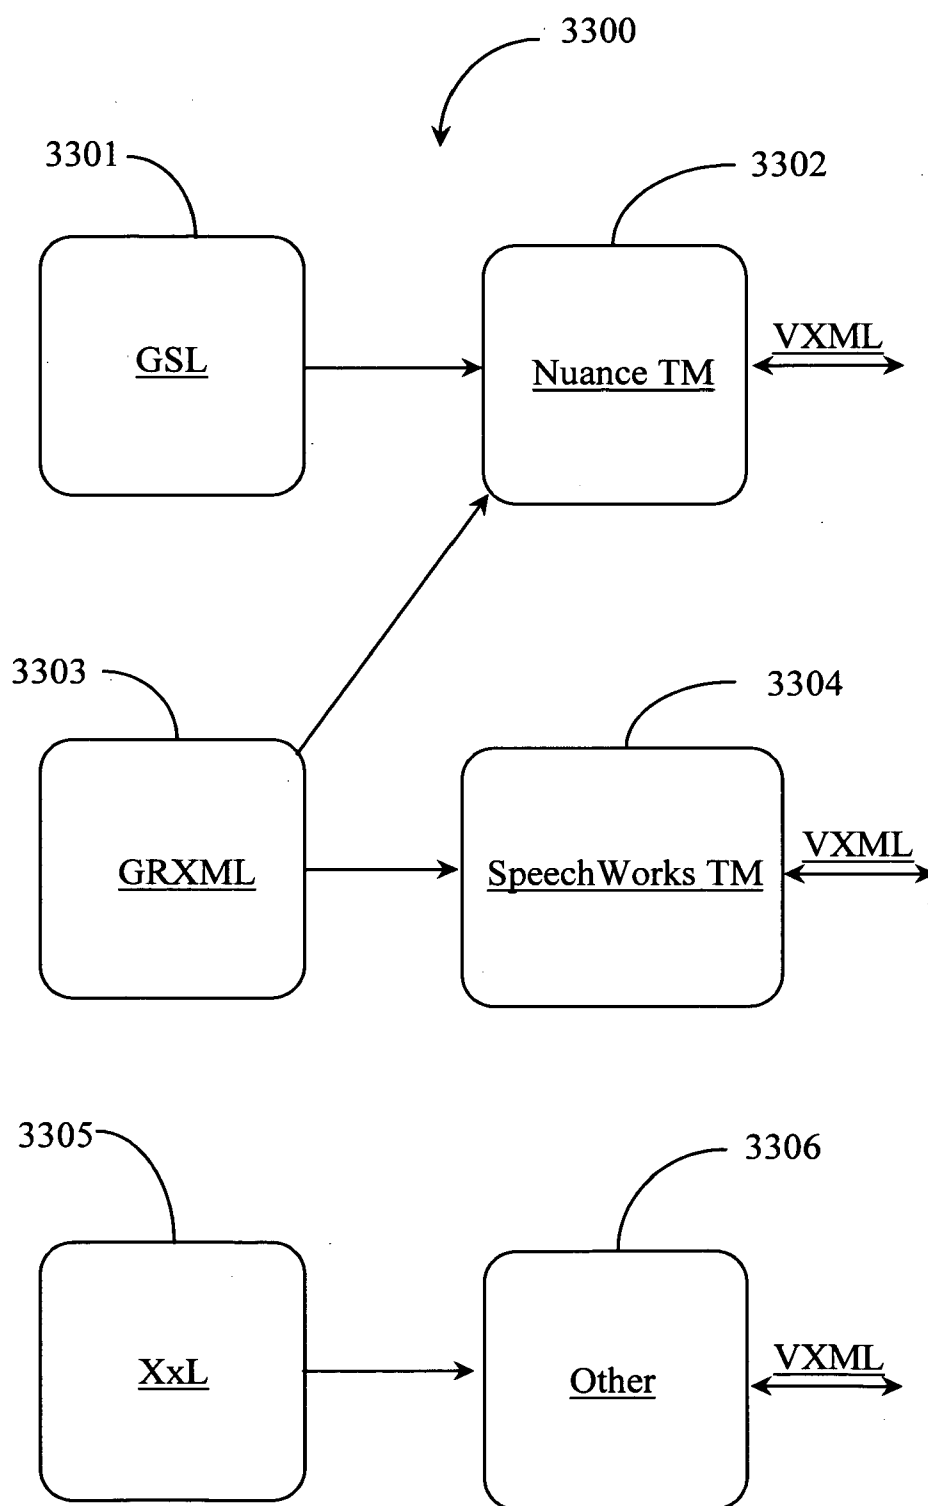 3300
3301
3302
GSL
Nuance TM
VXML
3303
3304
GRXML
SpeechWorks TM
VXML
3305
3306
XxL
Other
VXML